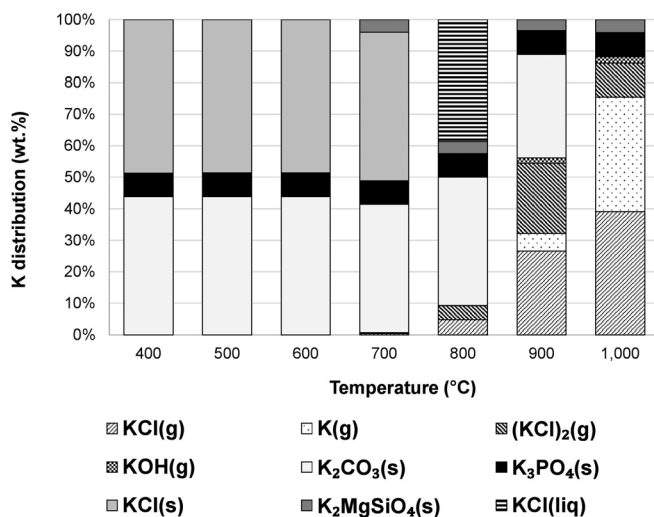 100%
90%
80%
70%
60%
50%
40%
30%
20%
10%
0%
K distribution (wt.%)
400 500 600 700 800 900 1,000
Temperature (°C)
KCl(g) K(g) (KCl)₂(g)
KOH(g) K₂CO₃(s) K₃PO₄(s)
KCl(s) K₂MgSiO₄(s) KCl(liq)